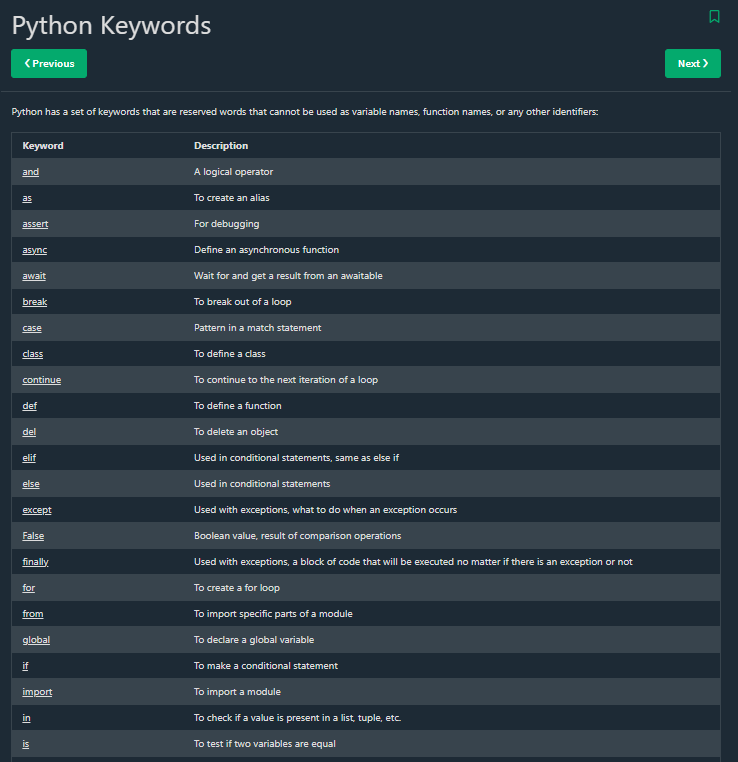 Python Keywords
❮ Previous
Next ❯
Python has a set of keywords that are reserved words that cannot be used as variable names, function names, or any other identifiers:
Keyword Description
and A logical operator
as To create an alias
assert For debugging
async Define an asynchronous function
await Wait for and get a result from an awaitable
break To break out of a loop
case Pattern in a match statement
class To define a class
continue To continue to the next iteration of a loop
def To define a function
del To delete an object
elif Used in conditional statements, same as else if
else Used in conditional statements
except Used with exceptions, what to do when an exception occurs
False Boolean value, result of comparison operations
finally Used with exceptions, a block of code that will be executed no matter if there is an exception or not
for To create a for loop
from To import specific parts of a module
global To declare a global variable
if To make a conditional statement
import To import a module
in To check if a value is present in a list, tuple, etc.
is To test if two variables are equal